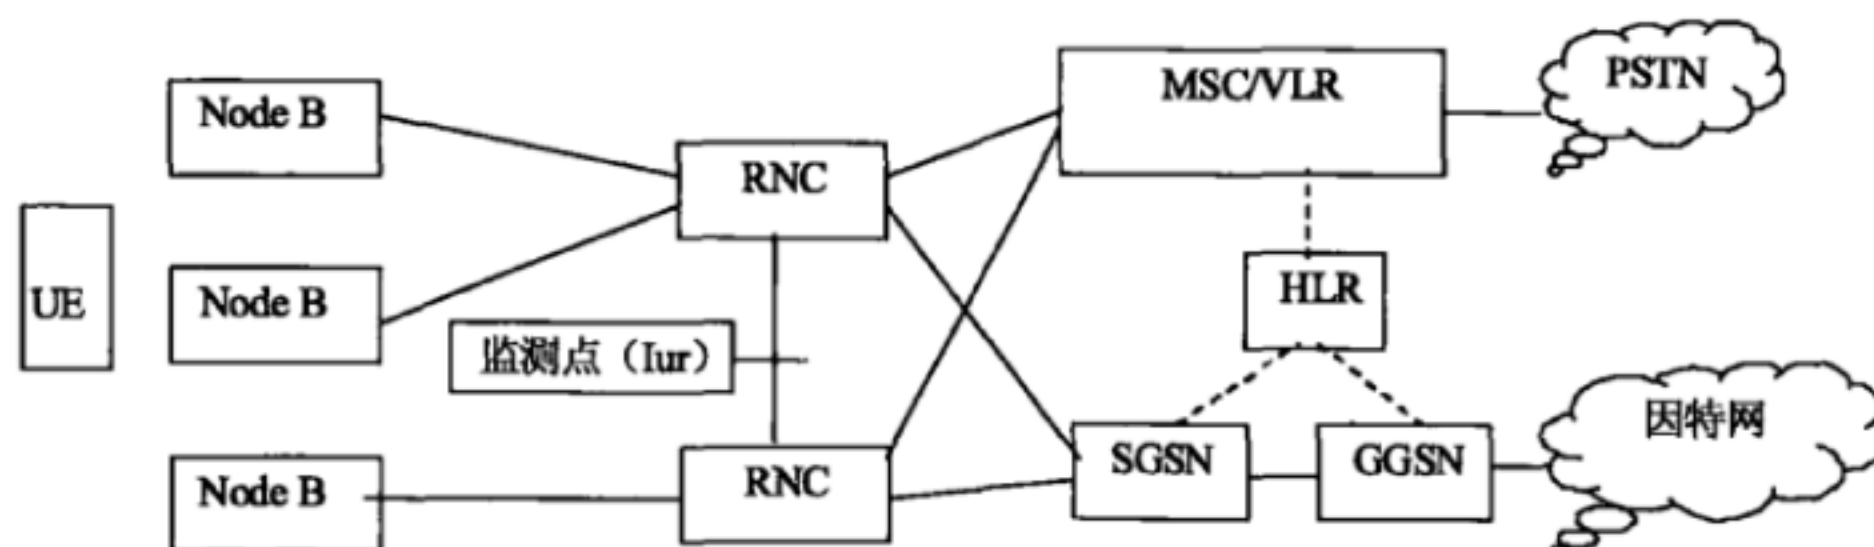 Node B
RNC
MSC/VLR
PSTN
UE
Node B
监测点（Iur）
HLR
Node B
RNC
SGSN
GGSN
因特网